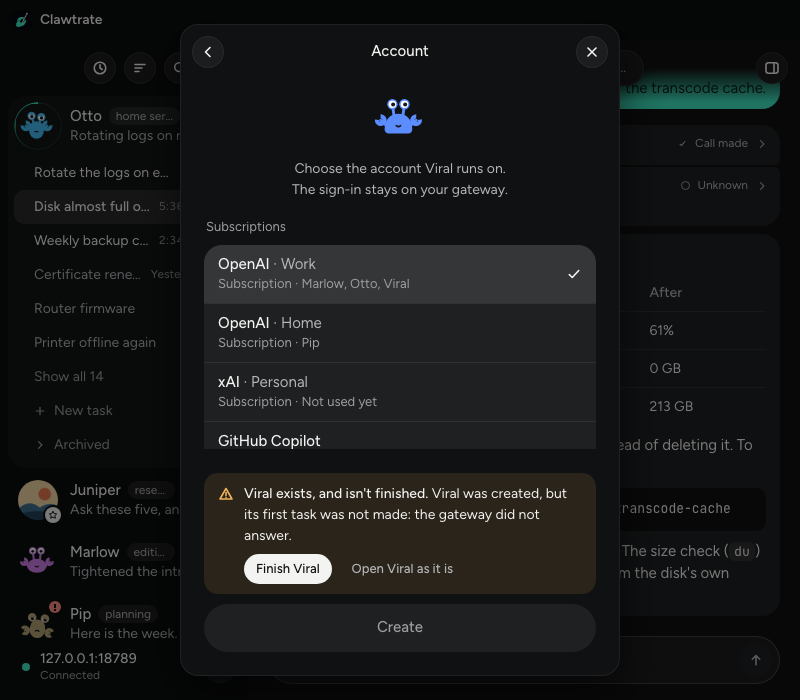 Clawtrate
Account
the transcode cache.
Otto home ser...
Rotating logs on
Call made
Choose the account Viral runs on.
The sign-in stays on your gateway.
Rotate the logs on e...
Unknown
Disk almost full o... 5:36
Subscriptions
Weekly backup c... 2:34
OpenAI · Work
Subscription · Marlow, Otto, Viral
Certificate rene... Yeste
After
Router firmware
61%
OpenAI · Home
Subscription · Pip
Printer offline again
0 GB
Show all 14
xAI · Personal
Subscription · Not used yet
New task
213 GB
Archived
GitHub Copilot
ead of deleting it. To
Juniper rese...
Ask these five, an
Viral exists, and isn't finished. Viral was created, but
its first task was not made: the gateway did not
answer.
transcode-cache
Marlow editi...
Tightened the intr
The size check (du)
m the disk's own
Finish Viral
Open Viral as it is
Pip planning
Here is the week.
Create
127.0.0.1:18789
Connected